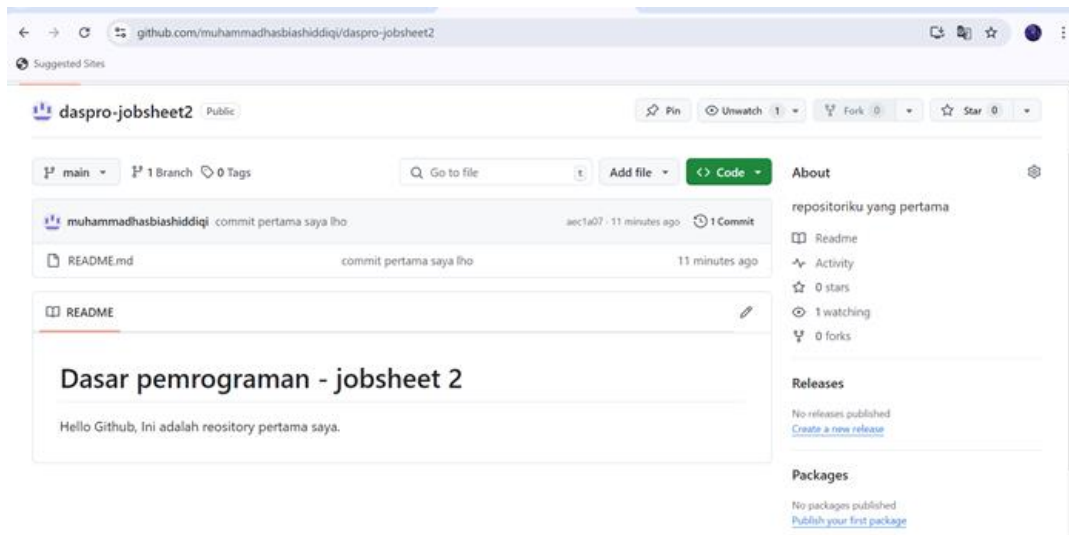 github.com/muhammadhasbiashiddiqi/daspro-jobsheet2
Suggested Sites
daspro-jobsheet2 Public
Pin Unwatch 1 Fork 0 Star 0
main 1 Branch 0 Tags Go to file t Add file <> Code
muhammadhasbiashiddiqi commit pertama saya lho aec1a07 · 11 minutes ago 1 Commit
README.md commit pertama saya lho 11 minutes ago
README
Dasar pemrograman - jobsheet 2
Hello Github, Ini adalah reository pertama saya.
About
repositoriku yang pertama
Readme
Activity
0 stars
1 watching
0 forks
Releases
No releases published
Create a new release
Packages
No packages published
Publish your first package